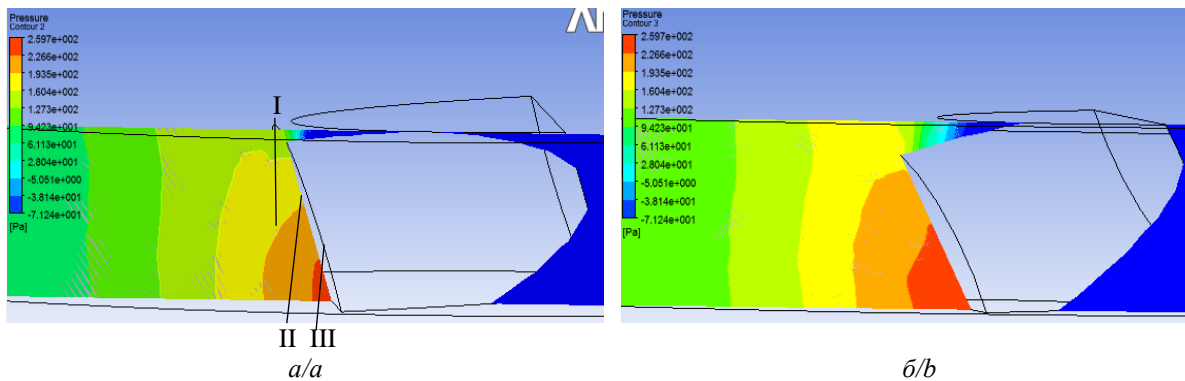 Pressure
Contour 2
2.597e+002
2.266e+002
1.935e+002
1.604e+002
1.273e+002
9.423e+001
6.113e+001
2.804e+001
-5.051e+000
-3.814e+001
-7.124e+001
[Pa]
I
II III
a/a
Pressure
Contour 3
2.597e+002
2.266e+002
1.935e+002
1.604e+002
1.273e+002
9.423e+001
6.113e+001
2.804e+001
-5.051e+000
-3.814e+001
-7.124e+001
[Pa]
б/b